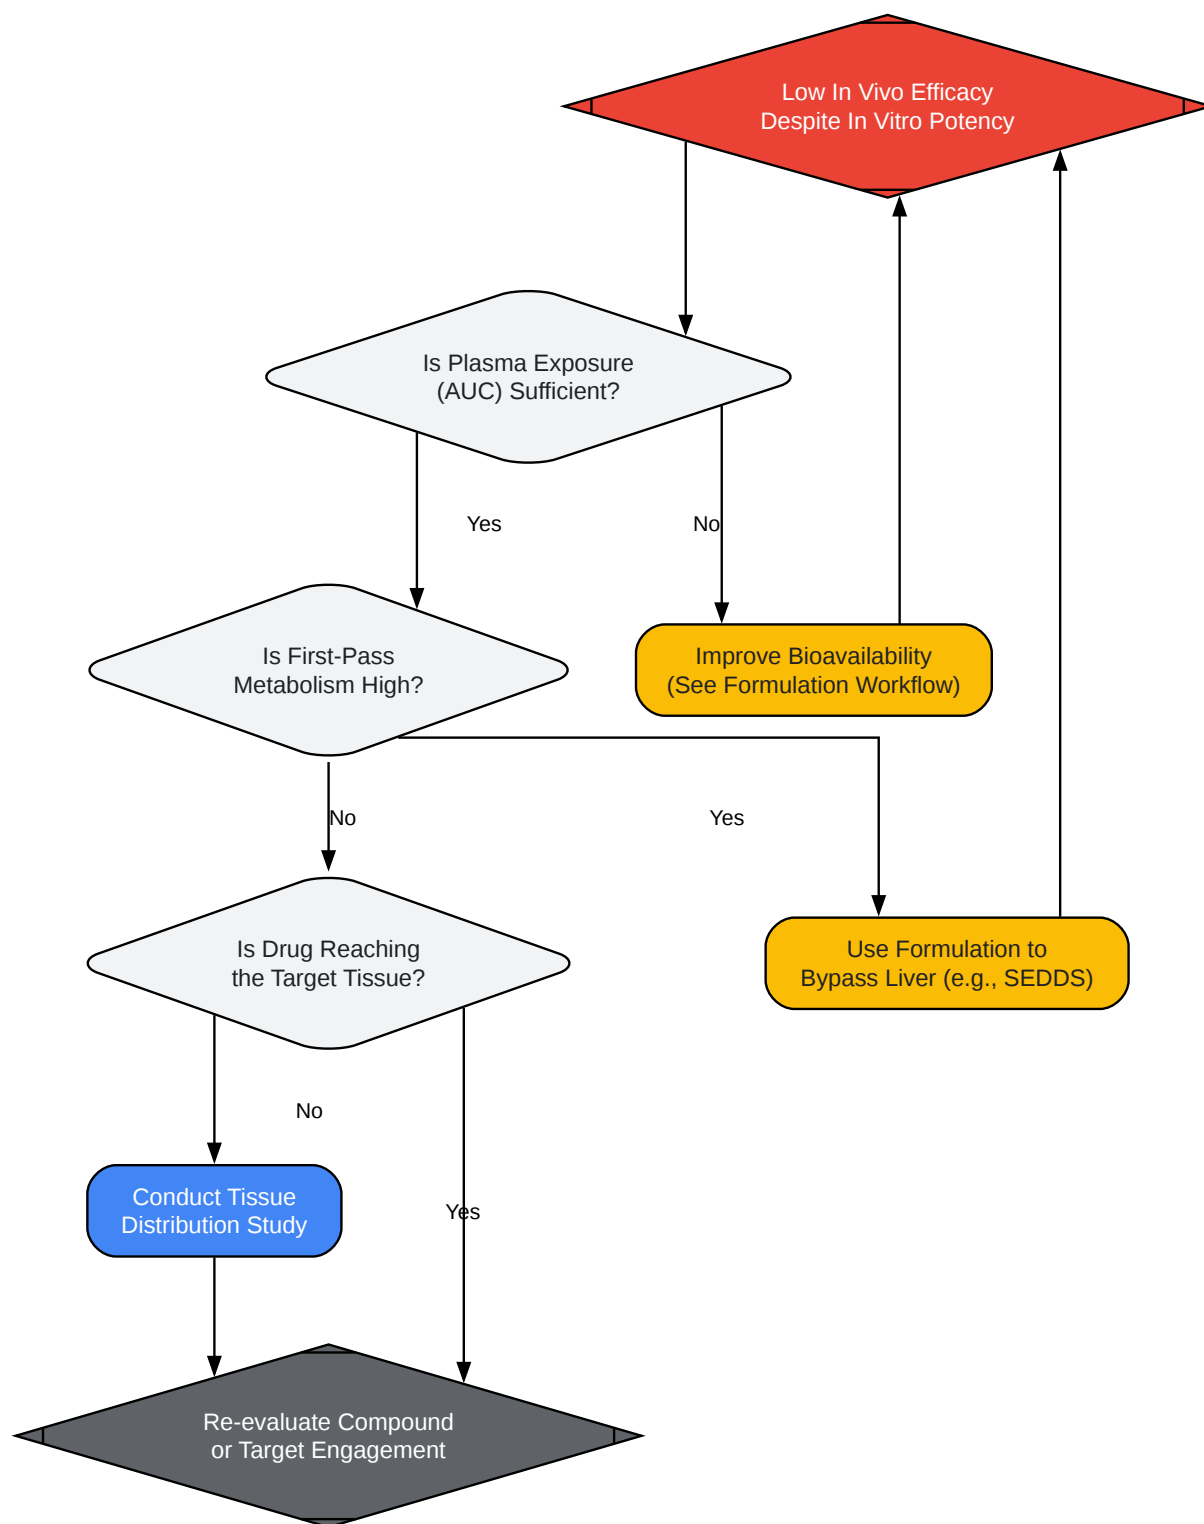 Low In Vivo Efficacy
Despite In Vitro Potency
Is Plasma Exposure
(AUC) Sufficient?
Yes
No
Is First-Pass
Metabolism High?
Improve Bioavailability
(See Formulation Workflow)
No
Yes
Is Drug Reaching
the Target Tissue?
Use Formulation to
Bypass Liver (e.g., SEDDS)
No
Conduct Tissue
Distribution Study
Yes
Re-evaluate Compound
or Target Engagement